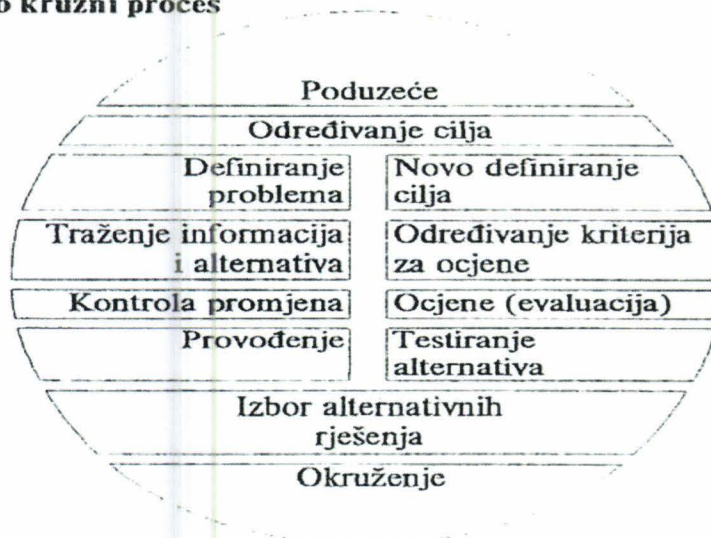 kružni proces
Poduzeće
Određivanje cilja
Definiranje
problema
Novo definiranje
cilja
Traženje informacija
i alternativa
Određivanje kriterija
za ocjene
Kontrola promjena
Ocjene (evaluacija)
Provođenje
Testiranje
alternativa
Izbor alternativnih
rješenja
Okruženje